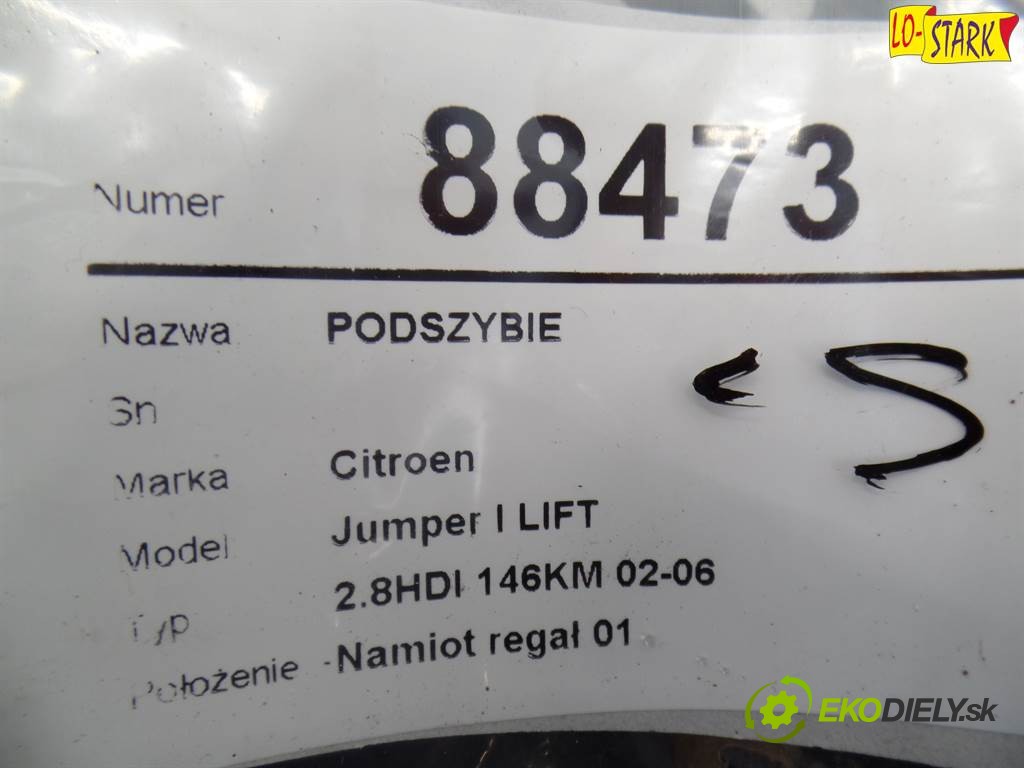 LO-STARK
Numer 88473
Nazwa PODSZYBIE
Sn
Marka Citroen
Model Jumper I LIFT
Typ 2.8HDI 146KM 02-06
Położenie Namiot regał 01
EKODIELY.sk